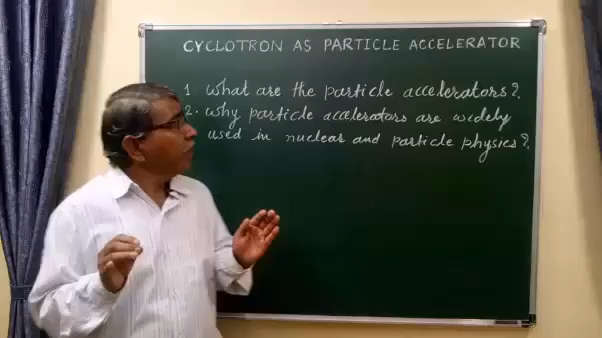 CYCLOTRON AS PARTICLE ACCELERATOR
1 What are the particle accelerators?
2. Why particle accelerators are widely
used in nuclear and particle physics?